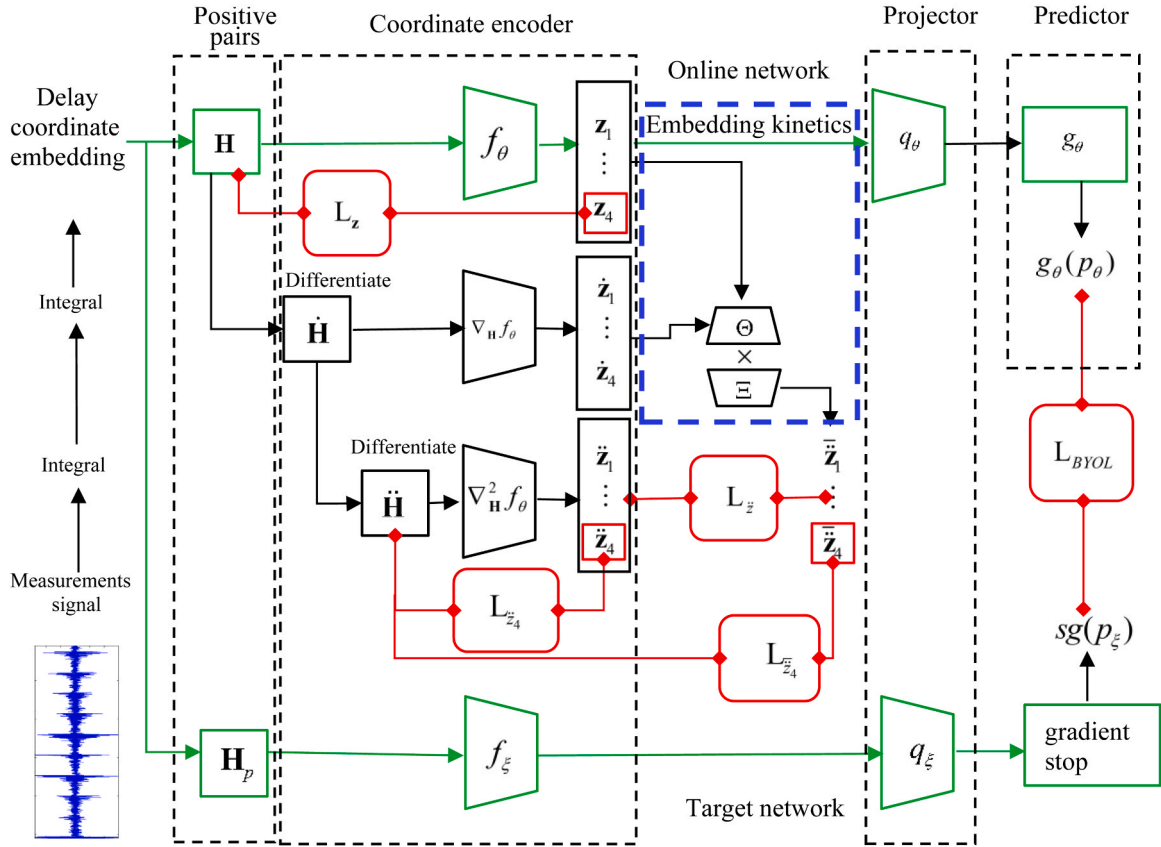 Positive
pairs
Coordinate encoder
Projector
Predictor
Online network
Delay
coordinate
embedding
H
f_θ
z_1
⋮
z_4
Embedding kinetics
q_θ
g_θ
L_z
g_θ(p_θ)
Integral
Differentiate
Ḣ
∇_H f_θ
ż_1
⋮
ż_4
Θ
×
Ξ
Integral
Differentiate
Ḧ
∇²_H f_θ
z̈_1
⋮
z̈_4
L_z̈
z̈̄_1
⋮
z̈̄_4
L_BYOL
Measurements
signal
L_z̈_4
L_z̈̄_4
sg(p_ξ)
H_p
f_ξ
q_ξ
gradient
stop
Target network